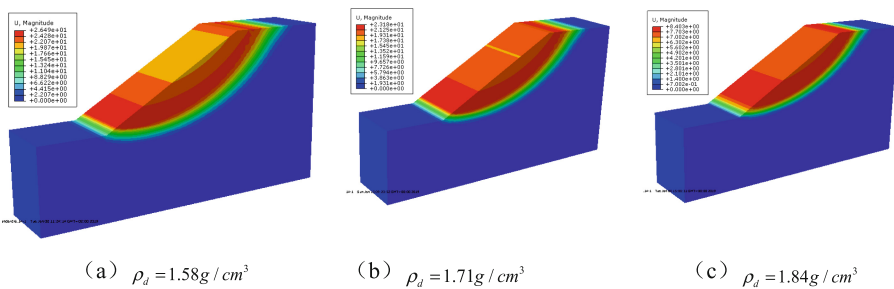 U, Magnitude
+2.649e+01
+2.428e+01
+2.207e+01
+1.987e+01
+1.766e+01
+1.545e+01
+1.324e+01
+1.104e+01
+8.829e+00
+6.622e+00
+4.415e+00
+2.207e+00
+0.000e+00
U, Magnitude
+2.318e+01
+2.125e+01
+1.931e+01
+1.738e+01
+1.545e+01
+1.352e+01
+1.159e+01
+9.657e+00
+7.726e+00
+5.794e+00
+3.863e+00
+1.931e+00
+0.000e+00
U, Magnitude
+8.403e+00
+7.703e+00
+7.002e+00
+6.302e+00
+5.602e+00
+4.902e+00
+4.201e+00
+3.501e+00
+2.801e+00
+2.101e+00
+1.400e+00
+7.002e-01
+0.000e+00
(a) ρd = 1.58g / cm³
(b) ρd = 1.71g / cm³
(c) ρd = 1.84g / cm³